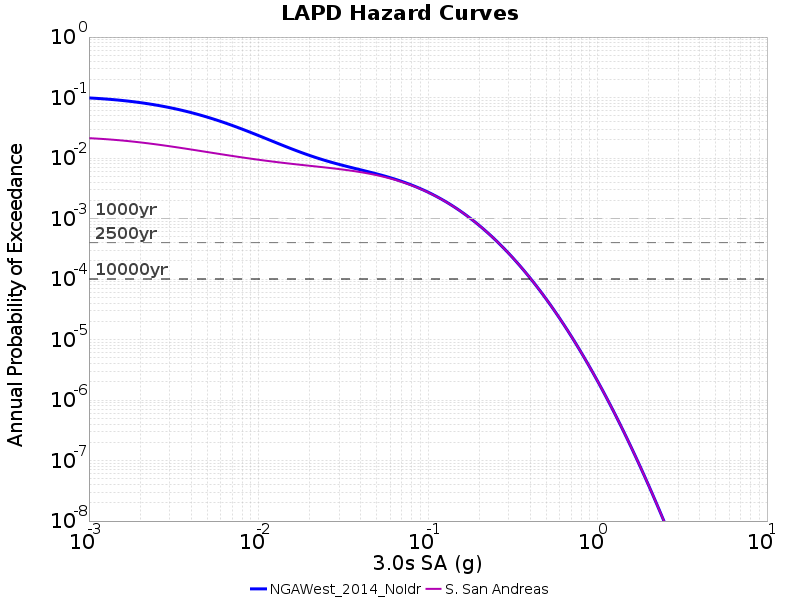 LAPD Hazard Curves
Annual Probability of Exceedance
10^0
10^-1
10^-2
10^-3
1000yr
2500yr
10^-4
10000yr
10^-5
10^-6
10^-7
10^-8
10^-3 10^-2 10^-1 10^0 10^1
3.0s SA (g)
NGAWest_2014_NoIdr S. San Andreas